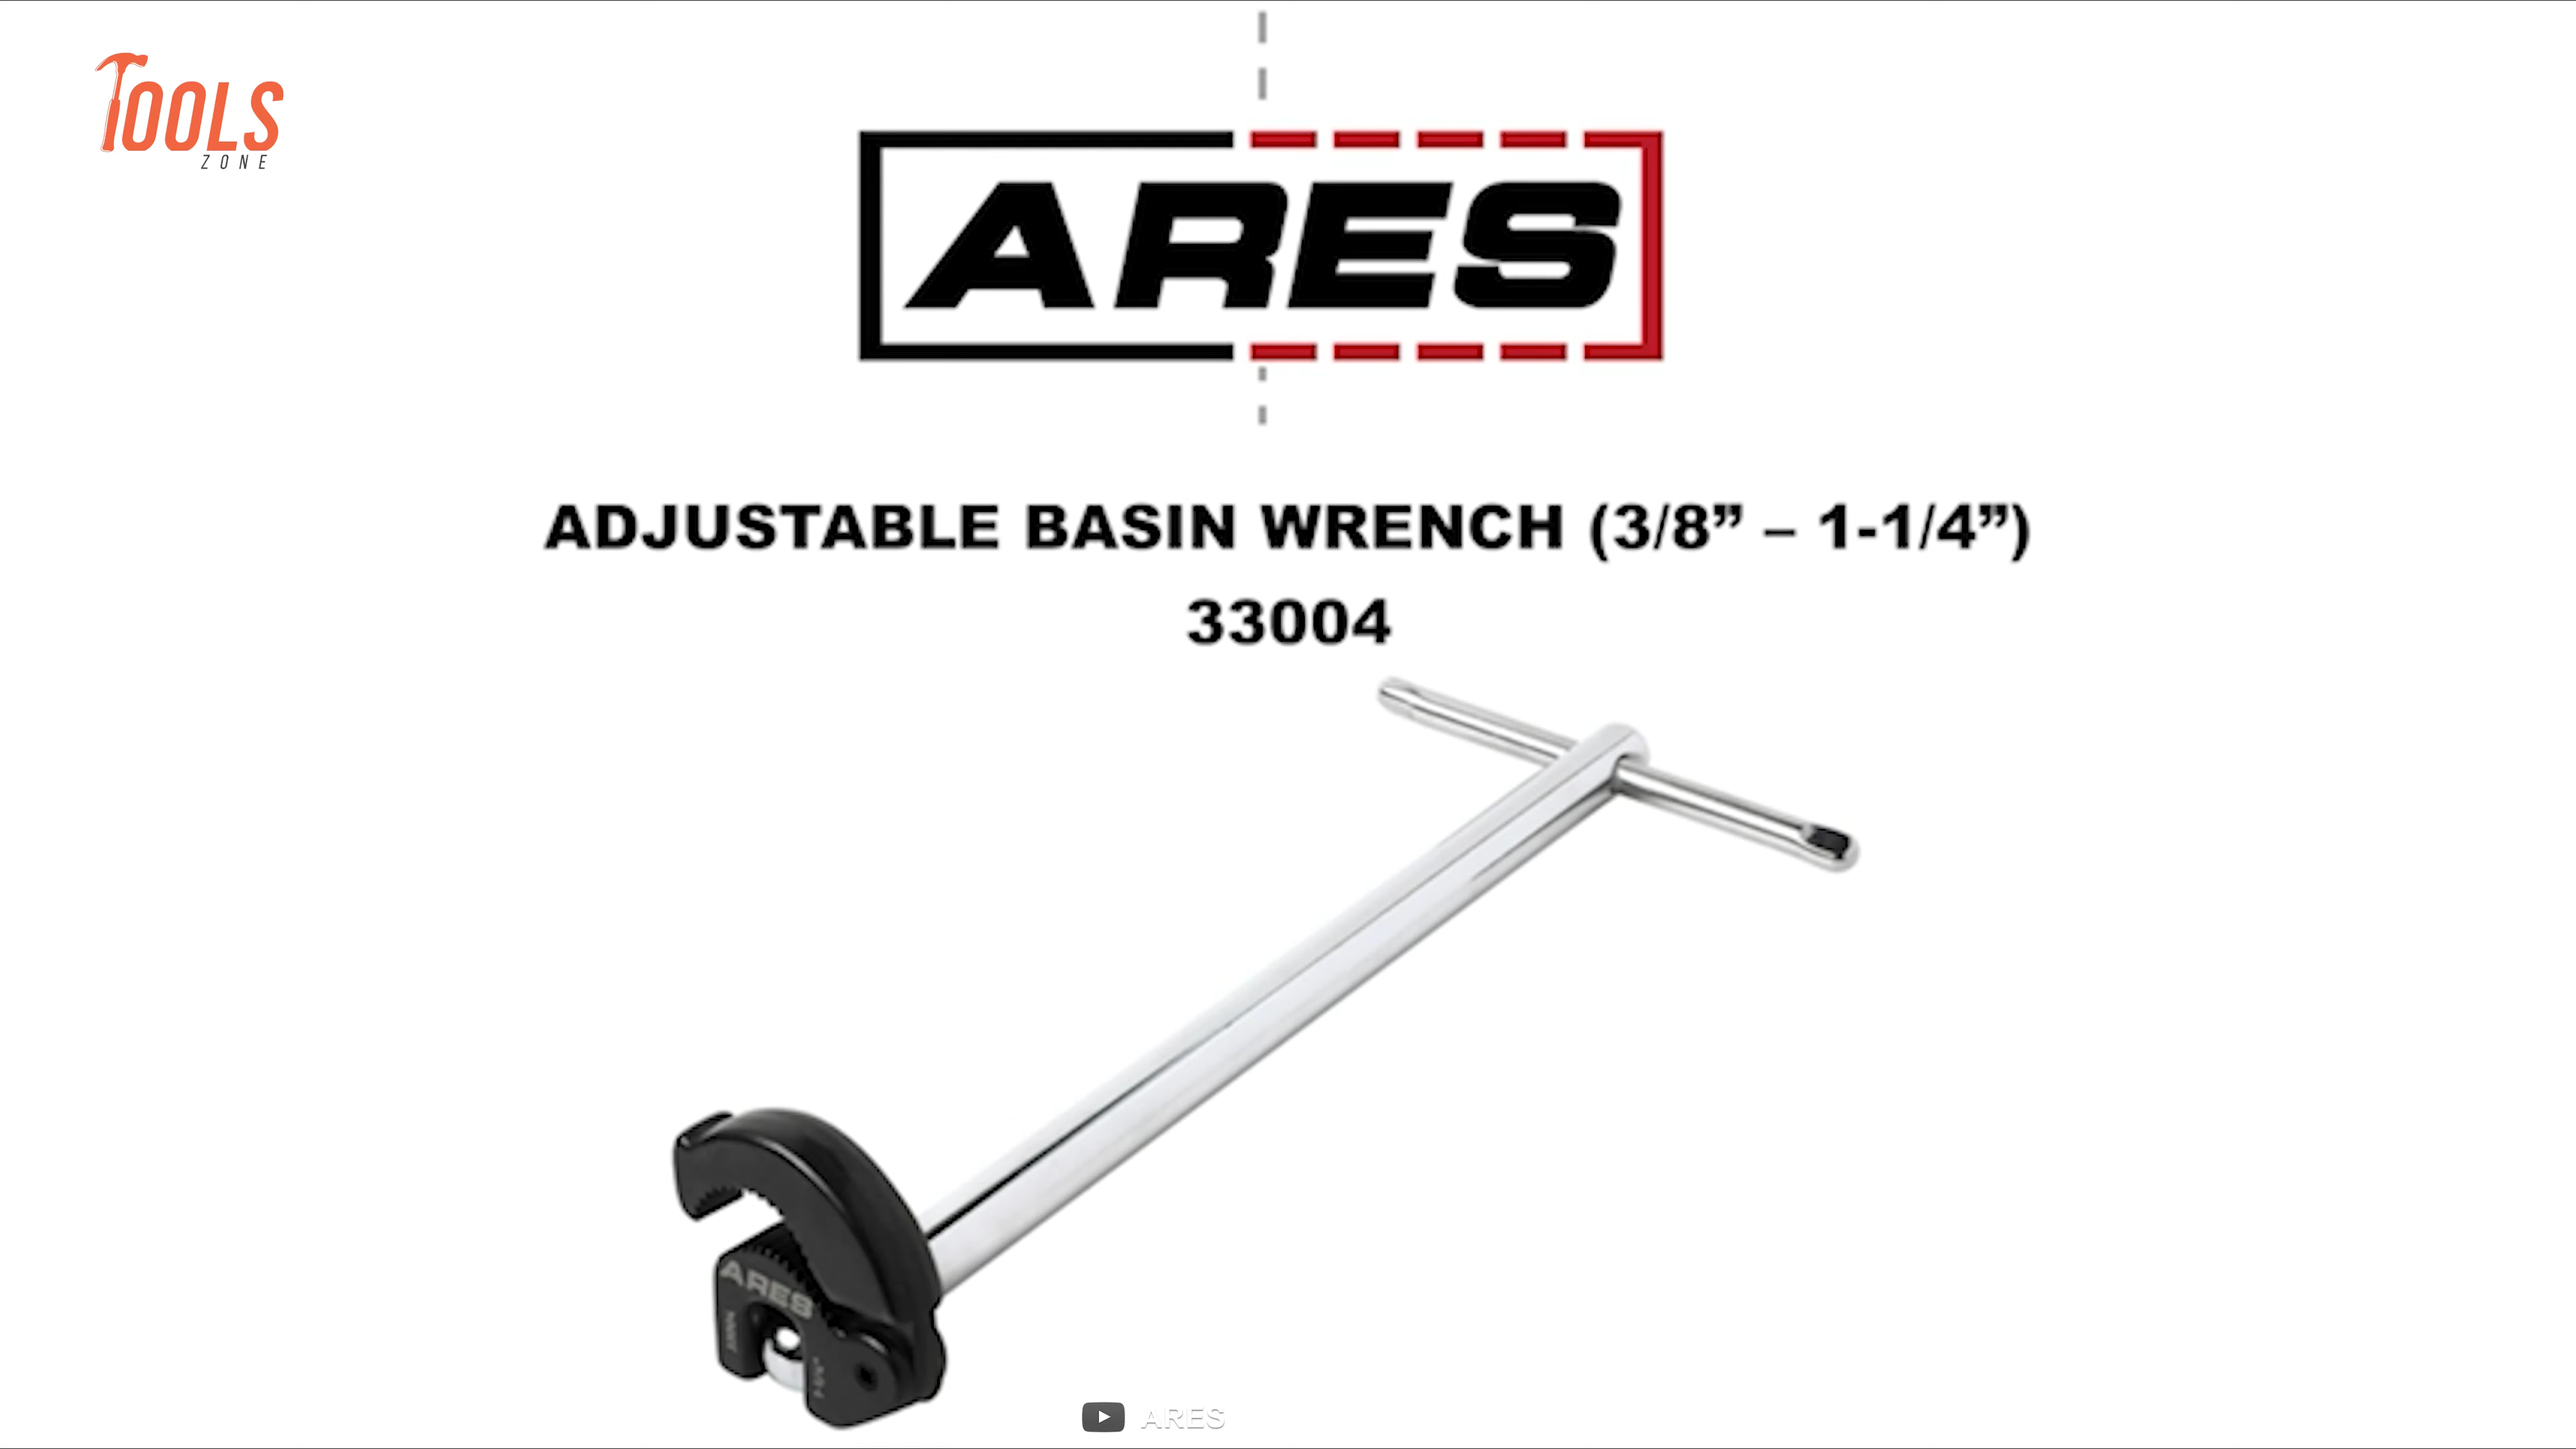 TOOLS
ZONE
ARES
ADJUSTABLE BASIN WRENCH (3/8” – 1-1/4”)
33004
ARES
ARES